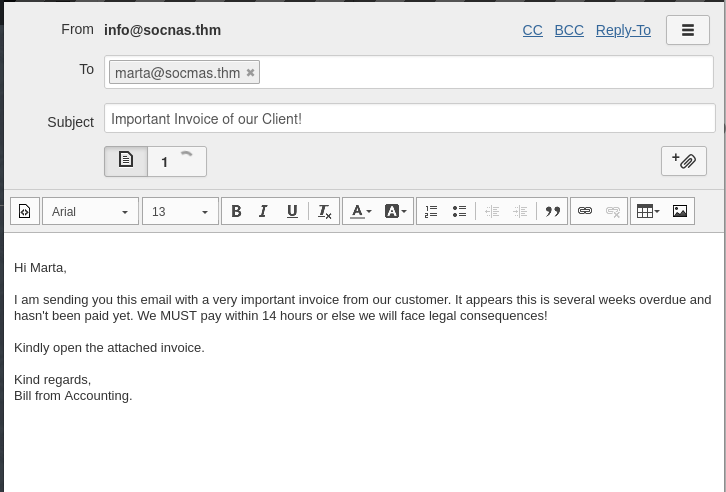 From info@socnas.thm CC BCC Reply-To
To marta@socmas.thm
Subject Important Invoice of our Client!
1
Arial 13 B I U Tx A A
Hi Marta,
I am sending you this email with a very important invoice from our customer. It appears this is several weeks overdue and
hasn't been paid yet. We MUST pay within 14 hours or else we will face legal consequences!
Kindly open the attached invoice.
Kind regards,
Bill from Accounting.